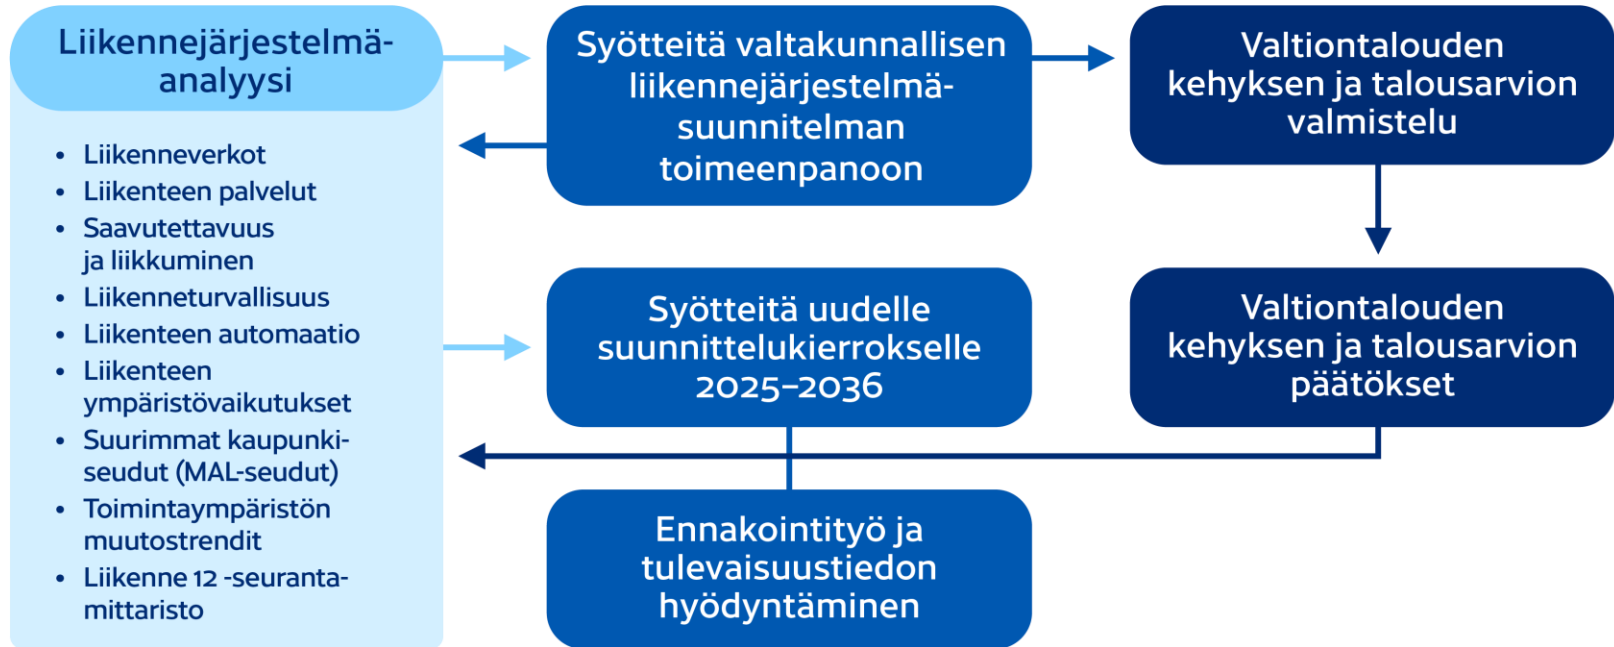 Liikennejärjestelmä-
analyysi
• Liikenneverkot
• Liikenteen palvelut
• Saavutettavuus
ja liikkuminen
• Liikenneturvallisuus
• Liikenteen automaatio
• Liikenteen
ympäristövaikutukset
• Suurimmat kaupunki-
seudut (MAL-seudut)
• Toimintaympäristön
muutostrendit
• Liikenne 12 -seuranta-
mittaristo
Syötteitä valtakunnallisen
liikennejärjestelmä-
suunnitelman
toimeenpanoon
Syötteitä uudelle
suunnittelukierrokselle
2025–2036
Ennakointityö ja
tulevaisuustiedon
hyödyntäminen
Valtiontalouden
kehyksen ja talousarvion
valmistelu
Valtiontalouden
kehyksen ja talousarvion
päätökset